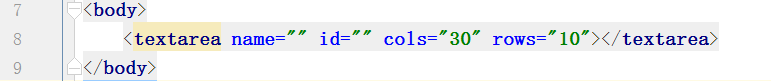 7 <body>
8 <textarea name="" id="" cols="30" rows="10"></textarea>
9 </body>